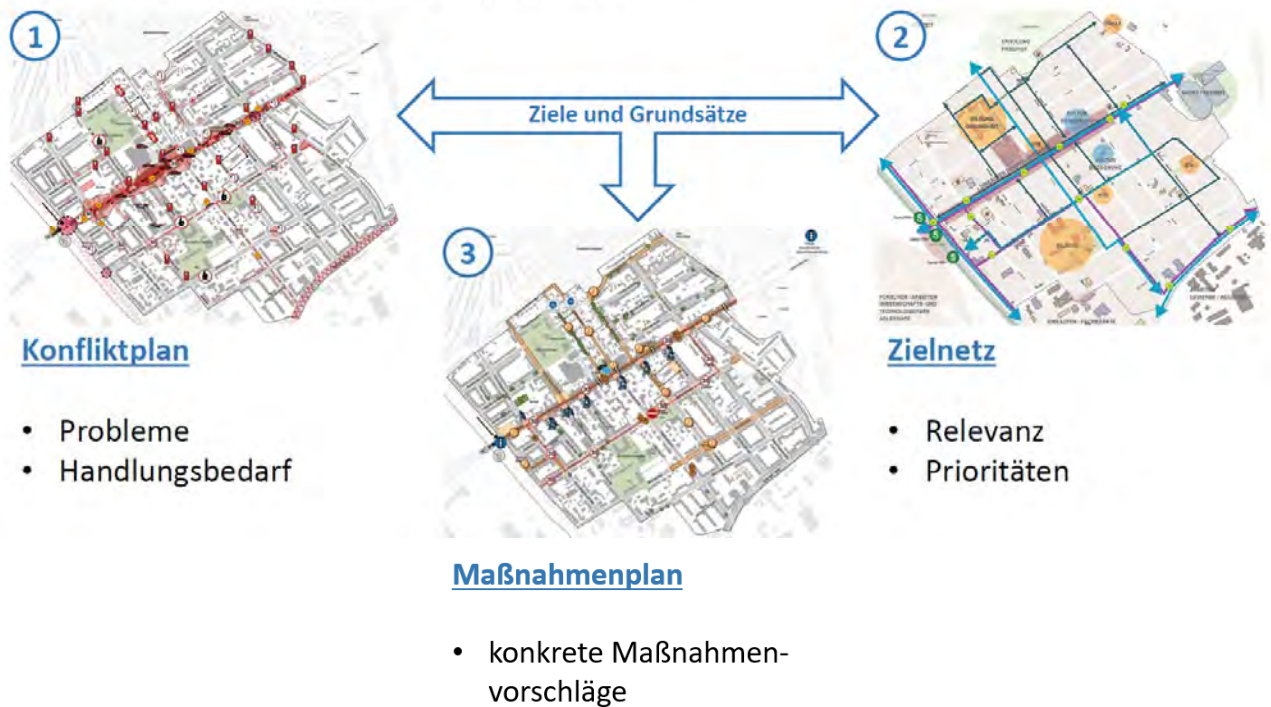 1
2
Ziele und Grundsätze
3
Konfliktplan
• Probleme
• Handlungsbedarf
Zielnetz
• Relevanz
• Prioritäten
Maßnahmenplan
• konkrete Maßnahmen-
vorschläge